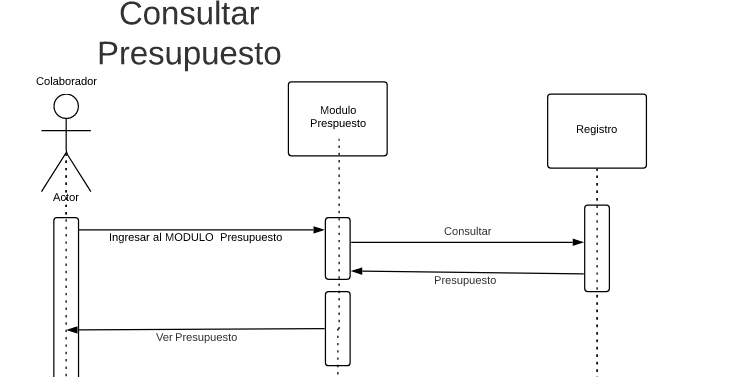 Consultar
Presupuesto
Colaborador
Modulo
Prespuesto
Registro
Actor
Ingresar al MODULO  Presupuesto
Consultar
Presupuesto
Ver Presupuesto